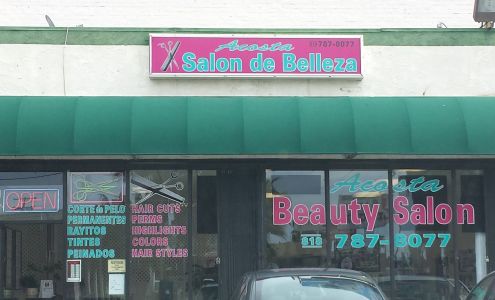 Acosta
818 787-8077
Salon de Belleza
OPEN
CORTE de PELO
PERMANENTES
RAYITOS
TINTES
PEINADOS
HAIR CUTS
PERMS
HIGHLIGHTS
COLORS
HAIR STYLES
Acosta
Beauty Salon
818 787-8077